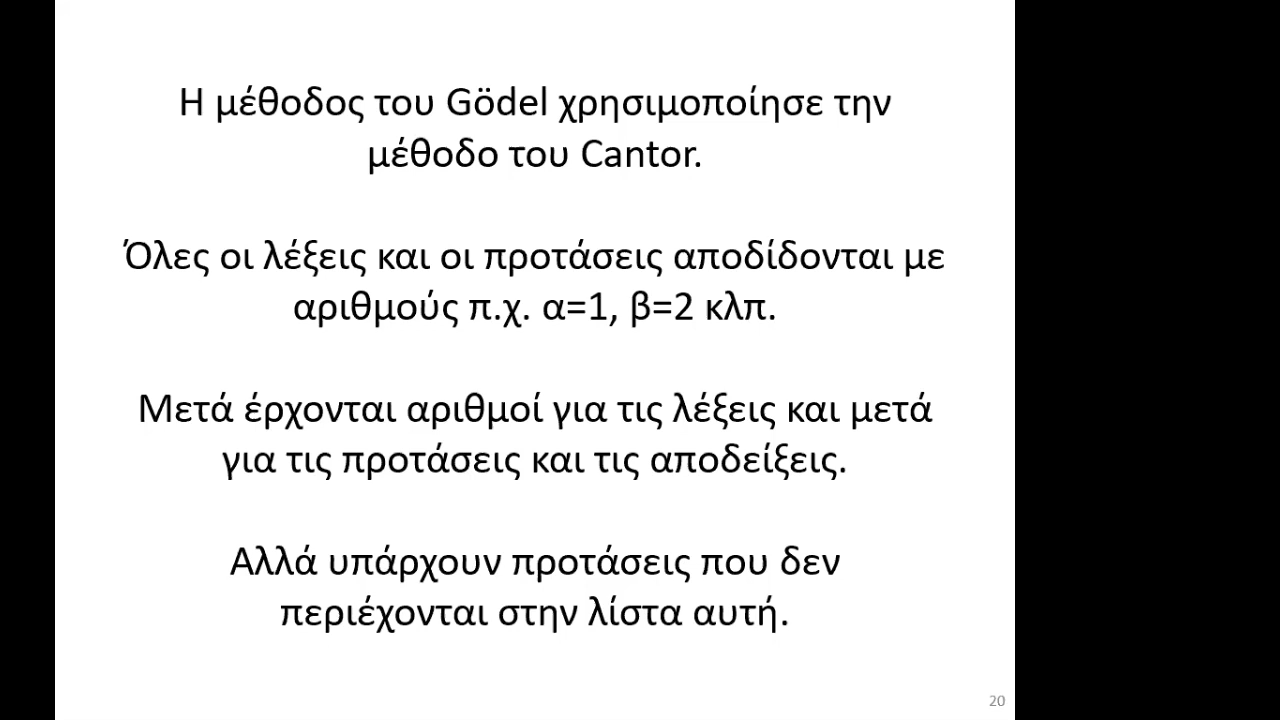 Η μέθοδος του Gödel χρησιμοποίησε την
μέθοδο του Cantor.
Όλες οι λέξεις και οι προτάσεις αποδίδονται με
αριθμούς π.χ. α=1, β=2 κλπ.
Μετά έρχονται αριθμοί για τις λέξεις και μετά
για τις προτάσεις και τις αποδείξεις.
Αλλά υπάρχουν προτάσεις που δεν
περιέχονται στην λίστα αυτή.
20